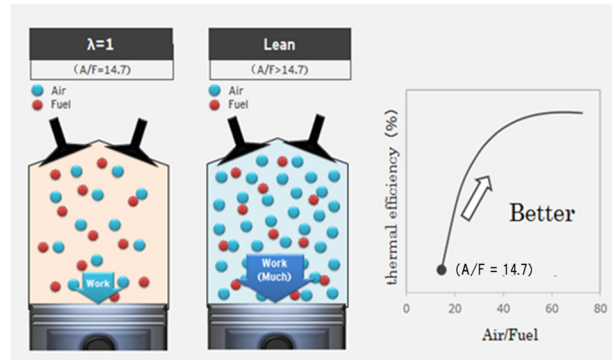 λ=1
(A/F=14.7)
Air
Fuel
Work
Lean
(A/F>14.7)
Air
Fuel
Work
(Much)
thermal efficiency (%)
Better
(A/F = 14.7)
0
20
40
60
80
Air/Fuel